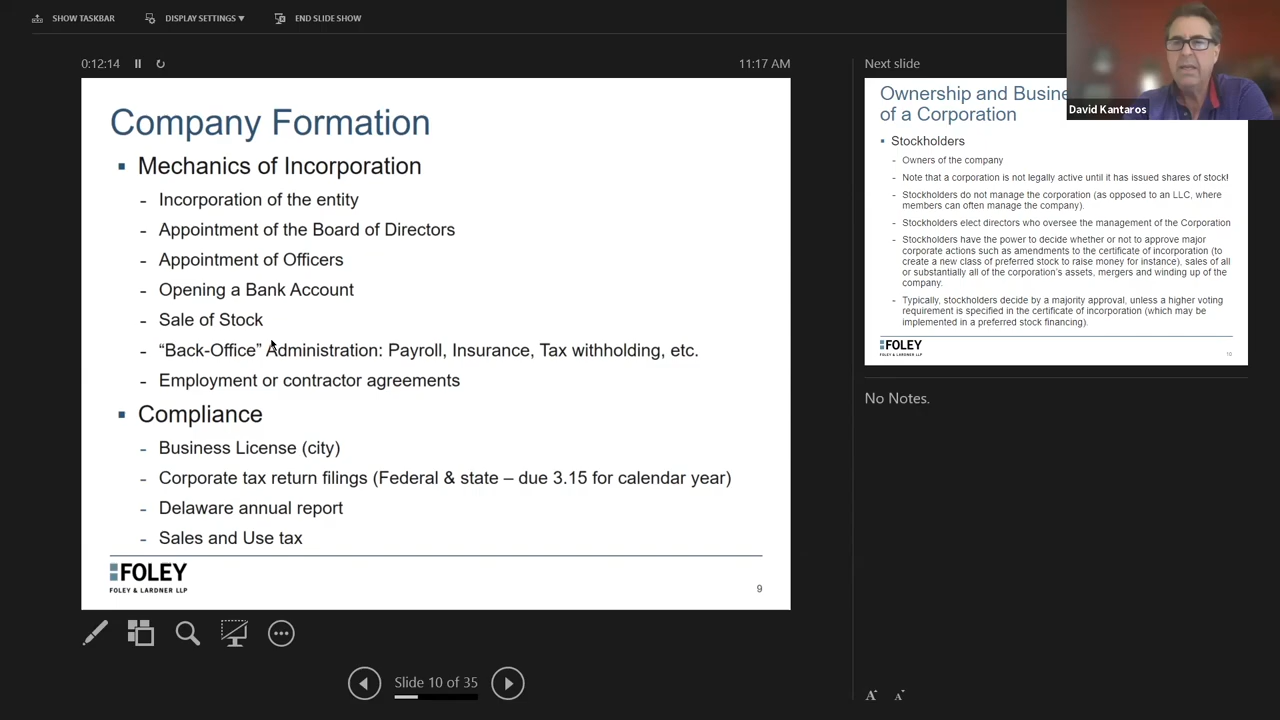 SHOW TASKBAR
DISPLAY SETTINGS ▼
END SLIDE SHOW
0:12:14
11:17 AM
Company Formation
▪ Mechanics of Incorporation
- Incorporation of the entity
- Appointment of the Board of Directors
- Appointment of Officers
- Opening a Bank Account
- Sale of Stock
- “Back-Office” Administration: Payroll, Insurance, Tax withholding, etc.
- Employment or contractor agreements
▪ Compliance
- Business License (city)
- Corporate tax return filings (Federal & state – due 3.15 for calendar year)
- Delaware annual report
- Sales and Use tax
FOLEY
FOLEY & LARDNER LLP
9
Slide 10 of 35
Next slide
David Kantaros
Ownership and Busine
of a Corporation
▪ Stockholders
- Owners of the company
- Note that a corporation is not legally active until it has issued shares of stock!
- Stockholders do not manage the corporation (as opposed to an LLC, where
members can often manage the company).
- Stockholders elect directors who oversee the management of the Corporation
- Stockholders have the power to decide whether or not to approve major
corporate actions such as amendments to the certificate of incorporation (to
create a new class of preferred stock to raise money for instance), sales of all
or substantially all of the corporation’s assets, mergers and winding up of the
company.
- Typically, stockholders decide by a majority approval, unless a higher voting
requirement is specified in the certificate of incorporation (which may be
implemented in a preferred stock financing).
FOLEY
FOLEY & LARDNER LLP
10
No Notes.
A A